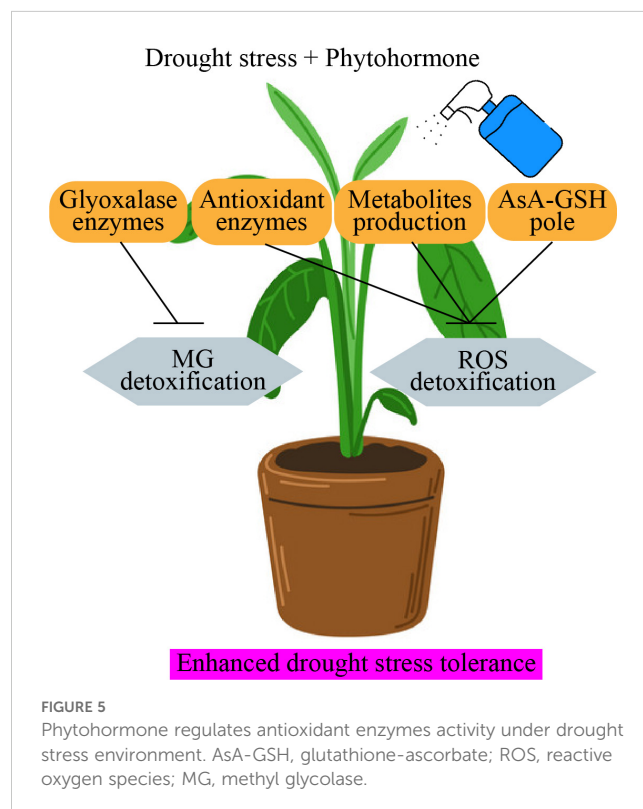 Drought stress + Phytohormone
Glyoxalase
enzymes
Antioxidant
enzymes
Metabolites
production
AsA-GSH
pole
MG
detoxification
ROS
detoxification
Enhanced drought stress tolerance
FIGURE 5
Phytohormone regulates antioxidant enzymes activity under drought
stress environment. AsA-GSH, glutathione-ascorbate; ROS, reactive
oxygen species; MG, methyl glycolase.